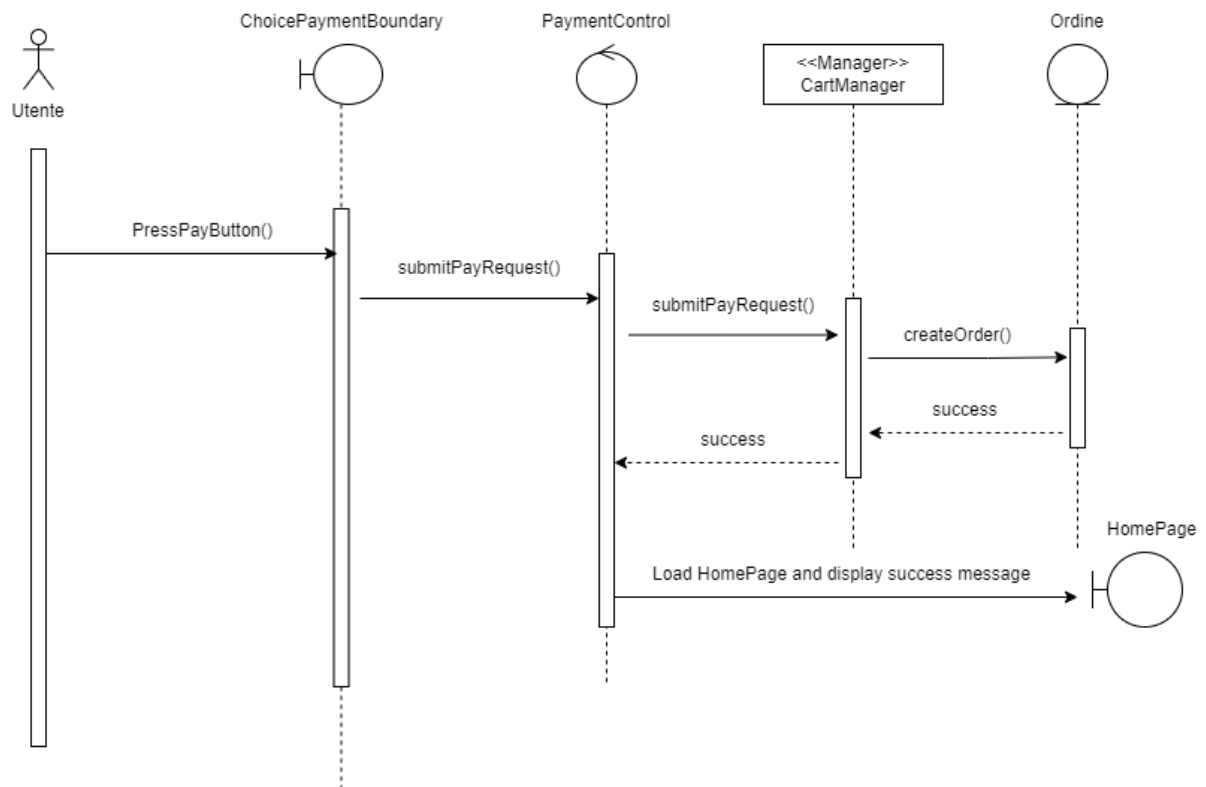 ChoicePaymentBoundary
PaymentControl
Ordine
<<Manager>>
CartManager
Utente
PressPayButton()
submitPayRequest()
submitPayRequest()
createOrder()
success
success
HomePage
Load HomePage and display success message